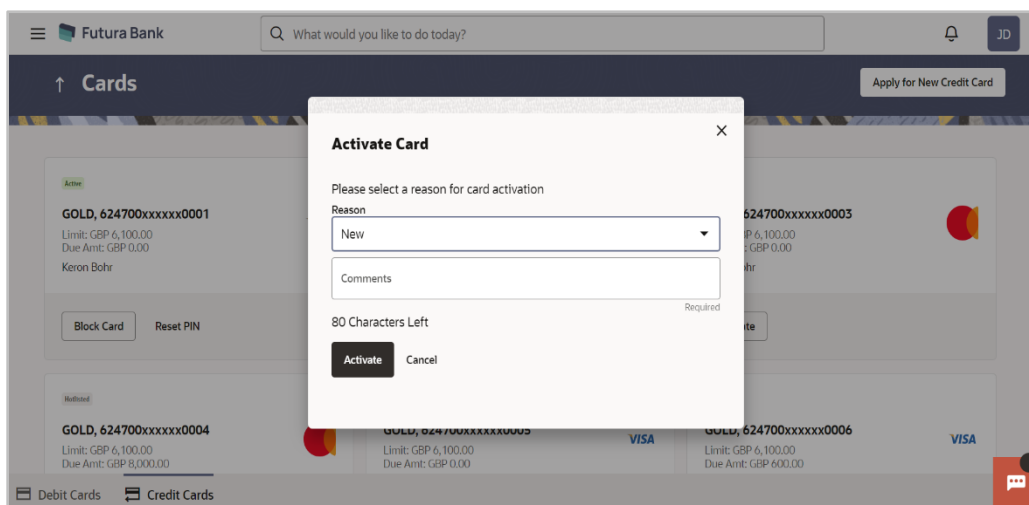 Futura Bank
What would you like to do today?
JD
↑ Cards
Apply for New Credit Card
Activate Card
Please select a reason for card activation
Reason
New
Comments
Required
80 Characters Left
Activate Cancel
Active
GOLD, 624700xxxxxx0001
Limit: GBP 6,100.00
Due Amt: GBP 0.00
Keron Bohr
Block Card Reset PIN
624700xxxxxx0003
6,100.00
: GBP 0.00
Hotlisted
GOLD, 624700xxxxxx0004
Limit: GBP 6,100.00
Due Amt: GBP 8,000.00
GOLD, 624700xxxxxx0005
VISA
Limit: GBP 6,100.00
Due Amt: GBP 0.00
GOLD, 624700xxxxxx0006
VISA
Limit: GBP 6,100.00
Due Amt: GBP 600.00
Debit Cards Credit Cards